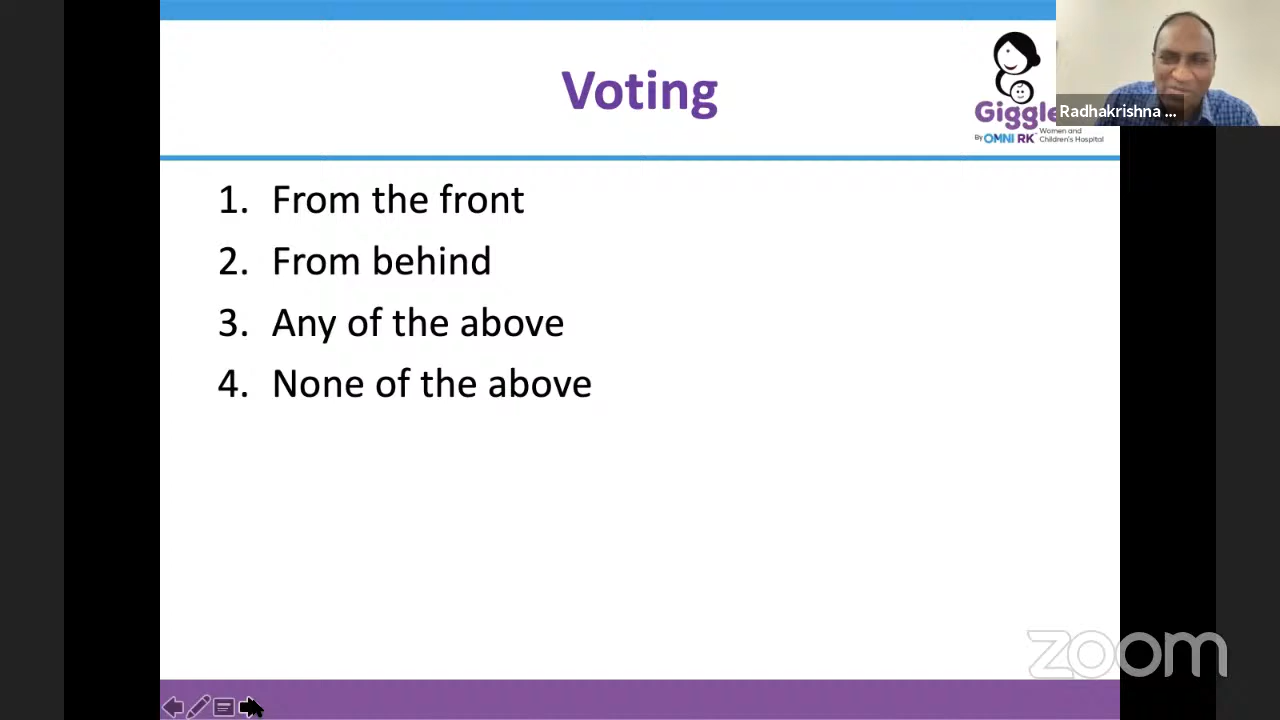 Voting
Giggle
By OMNI RK Women and
Children's Hospital
Radhakrishna ...
1. From the front
2. From behind
3. Any of the above
4. None of the above
zoom